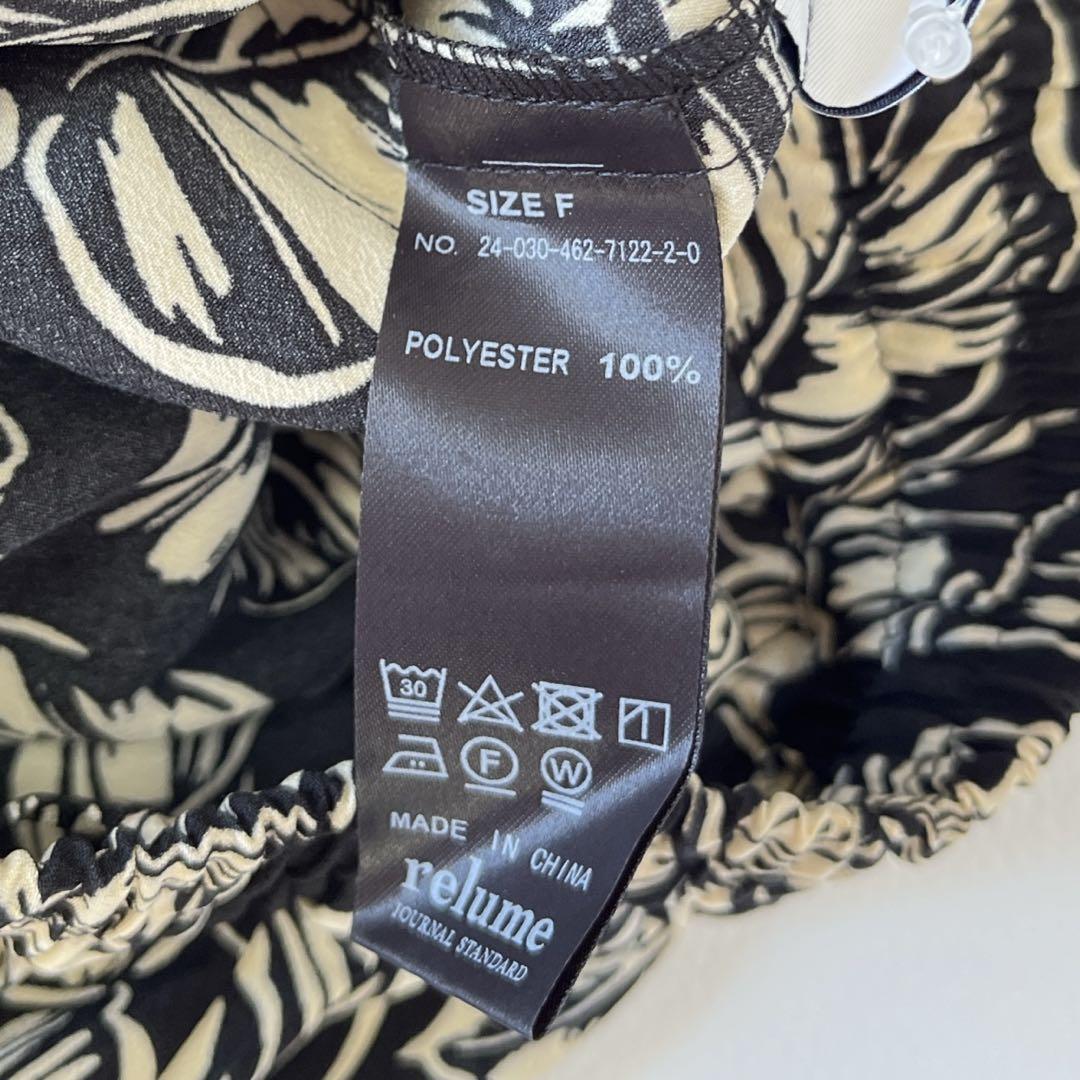 SIZE F
NO. 24-030-462-7122-2-0
POLYESTER 100%
30
F W
MADE IN CHINA
relume
JOURNAL STANDARD